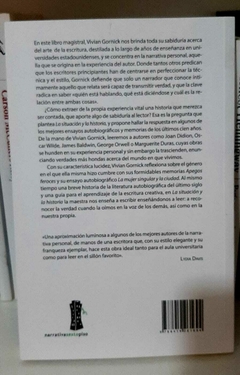 En este libro magistral, Vivian Gornick nos brinda toda su sabiduría acerca
del arte de la escritura, destilada a lo largo de años de enseñanza en univer-
sidades estadounidenses, y se concentra en la narrativa personal, aque-
lla que se origina en la experiencia del autor. Donde tantos otros predican
que los escritores principiantes han de centrarse en perfeccionar la téc-
nica y el estilo, Gornick defiende que solo un narrador que conoce ínti-
mamente aquello que relata será capaz de transmitir verdad, y que la clave
radica en saber «quién está hablando, qué está diciéndose y cuál es la re-
lación entre ambas cosas».
¿Cómo extraer de la propia experiencia vital una historia que merezca
ser contada, que aporte algo de sabiduría al lector? Esa es la pregunta que
plantea La situación y la historia, y propone hallar la respuesta en algunos
de los mejores ensayos autobiográficos y memorias de los últimos cien años.
De la mano de Vivian Gornick, leeremos a autores como Joan Didion, Os-
car Wilde, James Baldwin, George Orwell o Marguerite Duras, cuyas obras
se hunden en su experiencia personal y sin embargo la trascienden, enun-
ciando verdades más hondas acerca del mundo en que vivimos.
Con su característica lucidez, Vivian Gornick reflexiona sobre el género
en el que ella misma hizo cumbre con sus formidables memorias Apegos
feroces y su ensayo autobiográfico La mujer singular y la ciudad. Al mismo
tiempo una breve historia de la literatura autobiográfica del último siglo
y una guía para el aprendizaje de la escritura creativa, en La situación y
la historia la maestra nos enseña a escribir enseñándonos a leer: a reco-
nocer la verdad cuando la oímos en la voz de los demás, así como en
la nuestra propia.
«Una aproximación luminosa a algunos de los mejores autores de la narra-
tiva personal, de manos de una escritora que, con su estilo elegante y su
franqueza ejemplar, hace esta obra ideal tanto para el aula universitaria
como para leer en el sillón favorito».
LYDIA DAVIS
narrativasextopiso